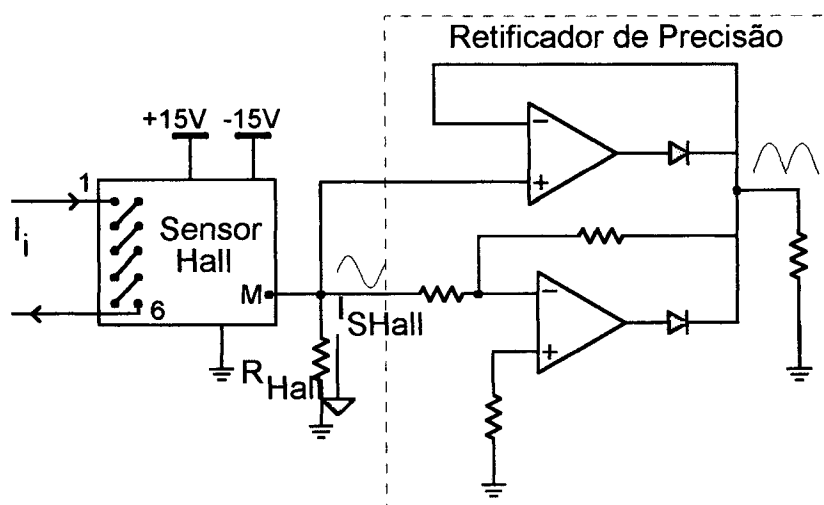 Retificador de Precisão
+15V -15V
1
I i
Sensor
Hall
M
6
I SHall
R Hall
− +
− +